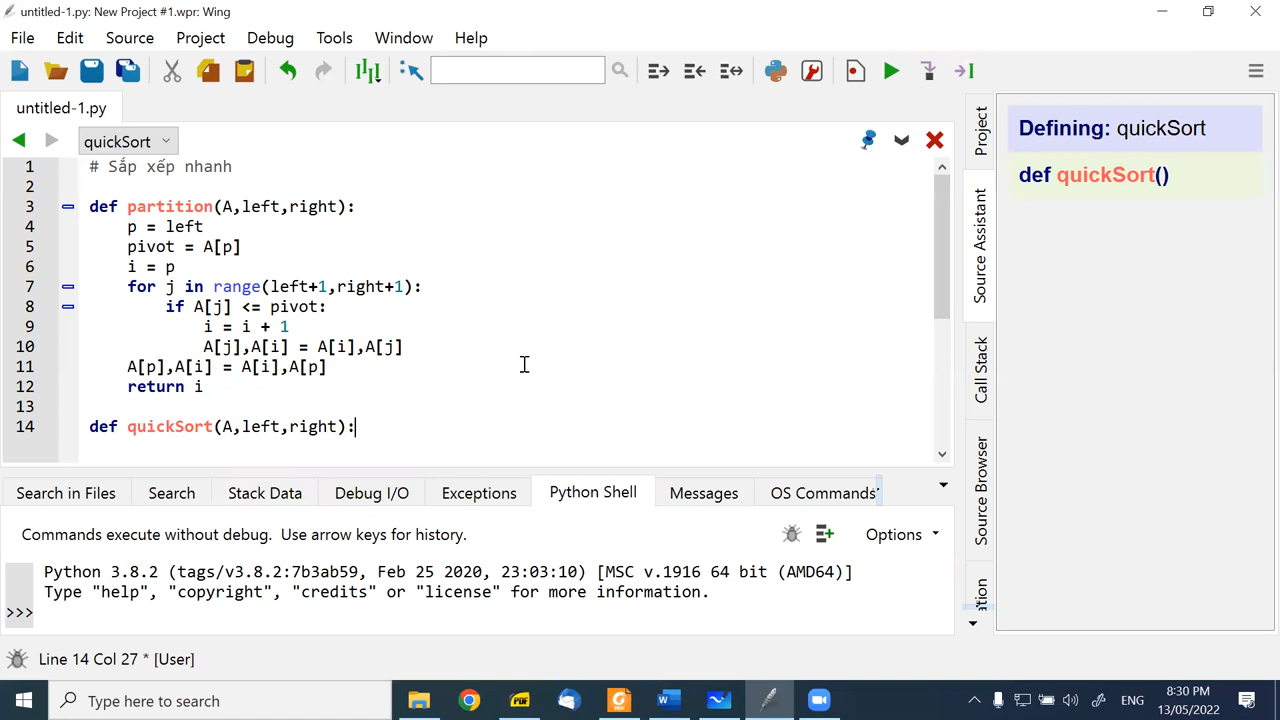 untitled-1.py: New Project #1.wpr: Wing
File Edit Source Project Debug Tools Window Help
untitled-1.py
quickSort
1 # Sắp xếp nhanh
2
3 def partition(A,left,right):
4 p = left
5 pivot = A[p]
6 i = p
7 for j in range(left+1,right+1):
8 if A[j] <= pivot:
9 i = i + 1
10 A[j],A[i] = A[i],A[j]
11 A[p],A[i] = A[i],A[p]
12 return i
13
14 def quickSort(A,left,right):
Project
Source Assistant
Call Stack
Source Browser
Defining: quickSort
def quickSort()
Search in Files Search Stack Data Debug I/O Exceptions Python Shell Messages OS Commands
Commands execute without debug. Use arrow keys for history.
Options
Python 3.8.2 (tags/v3.8.2:7b3ab59, Feb 25 2020, 23:03:10) [MSC v.1916 64 bit (AMD64)]
Type "help", "copyright", "credits" or "license" for more information.
>>>
Line 14 Col 27 * [User]
Type here to search
PDF
ENG
8:30 PM
13/05/2022